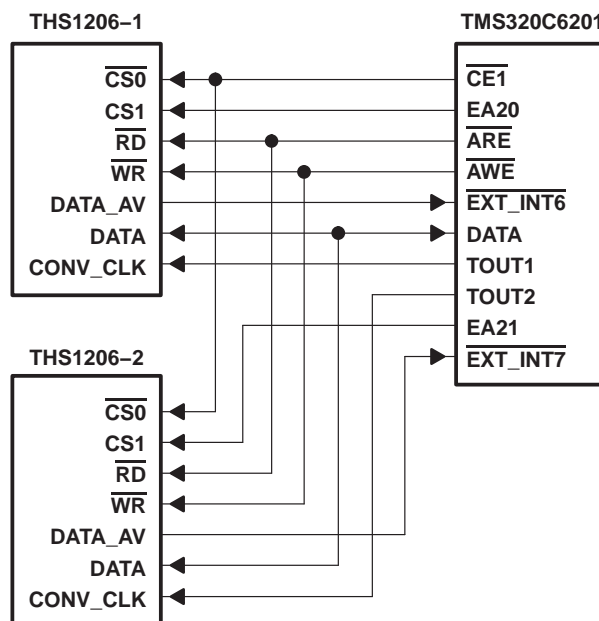 THS1206–1
CS0
CS1
RD
WR
DATA_AV
DATA
CONV_CLK
TMS320C6201
CE1
EA20
ARE
AWE
EXT_INT6
DATA
TOUT1
TOUT2
EA21
EXT_INT7
THS1206–2
CS0
CS1
RD
WR
DATA_AV
DATA
CONV_CLK